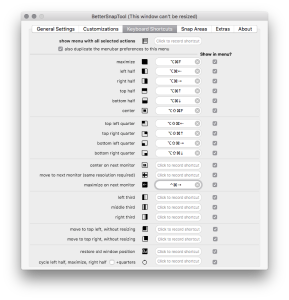 BetterSnapTool (This window can't be resized)
General Settings Customizations Keyboard Shortcuts Snap Areas Extras About
show menu with all selected actions Click to record shortcut
also duplicate the menubar preferences to this menu
Show in menu?
maximize
left half
right half
top half
bottom half
center
top left quarter
top right quarter
bottom left quarter
bottom right quarter
center on next monitor Click to record shortcut
move to next monitor (same resolution required) Click to record shortcut
maximize on next monitor
left third Click to record shortcut
middle third Click to record shortcut
right third Click to record shortcut
move to top left, without resizing Click to record shortcut
move to top right, without resizing Click to record shortcut
restore old window position Click to record shortcut
cycle left half, maximize, right half +quarters Click to record shortcut